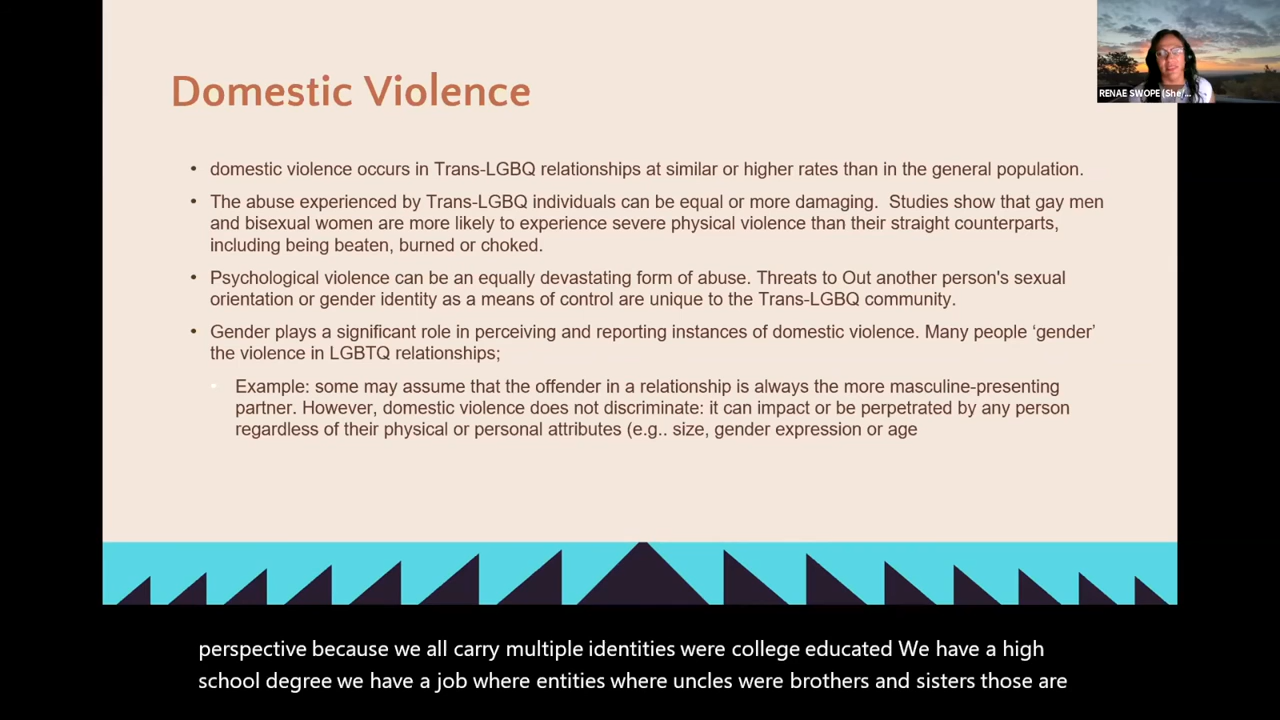 Domestic Violence
RENAE SWOPE (She/...
• domestic violence occurs in Trans-LGBQ relationships at similar or higher rates than in the general population.
• The abuse experienced by Trans-LGBQ individuals can be equal or more damaging.  Studies show that gay men
and bisexual women are more likely to experience severe physical violence than their straight counterparts,
including being beaten, burned or choked.
• Psychological violence can be an equally devastating form of abuse. Threats to Out another person's sexual
orientation or gender identity as a means of control are unique to the Trans-LGBQ community.
• Gender plays a significant role in perceiving and reporting instances of domestic violence. Many people ‘gender’
the violence in LGBTQ relationships;
• Example: some may assume that the offender in a relationship is always the more masculine-presenting
partner. However, domestic violence does not discriminate: it can impact or be perpetrated by any person
regardless of their physical or personal attributes (e.g.. size, gender expression or age
perspective because we all carry multiple identities were college educated We have a high
school degree we have a job where entities where uncles were brothers and sisters those are